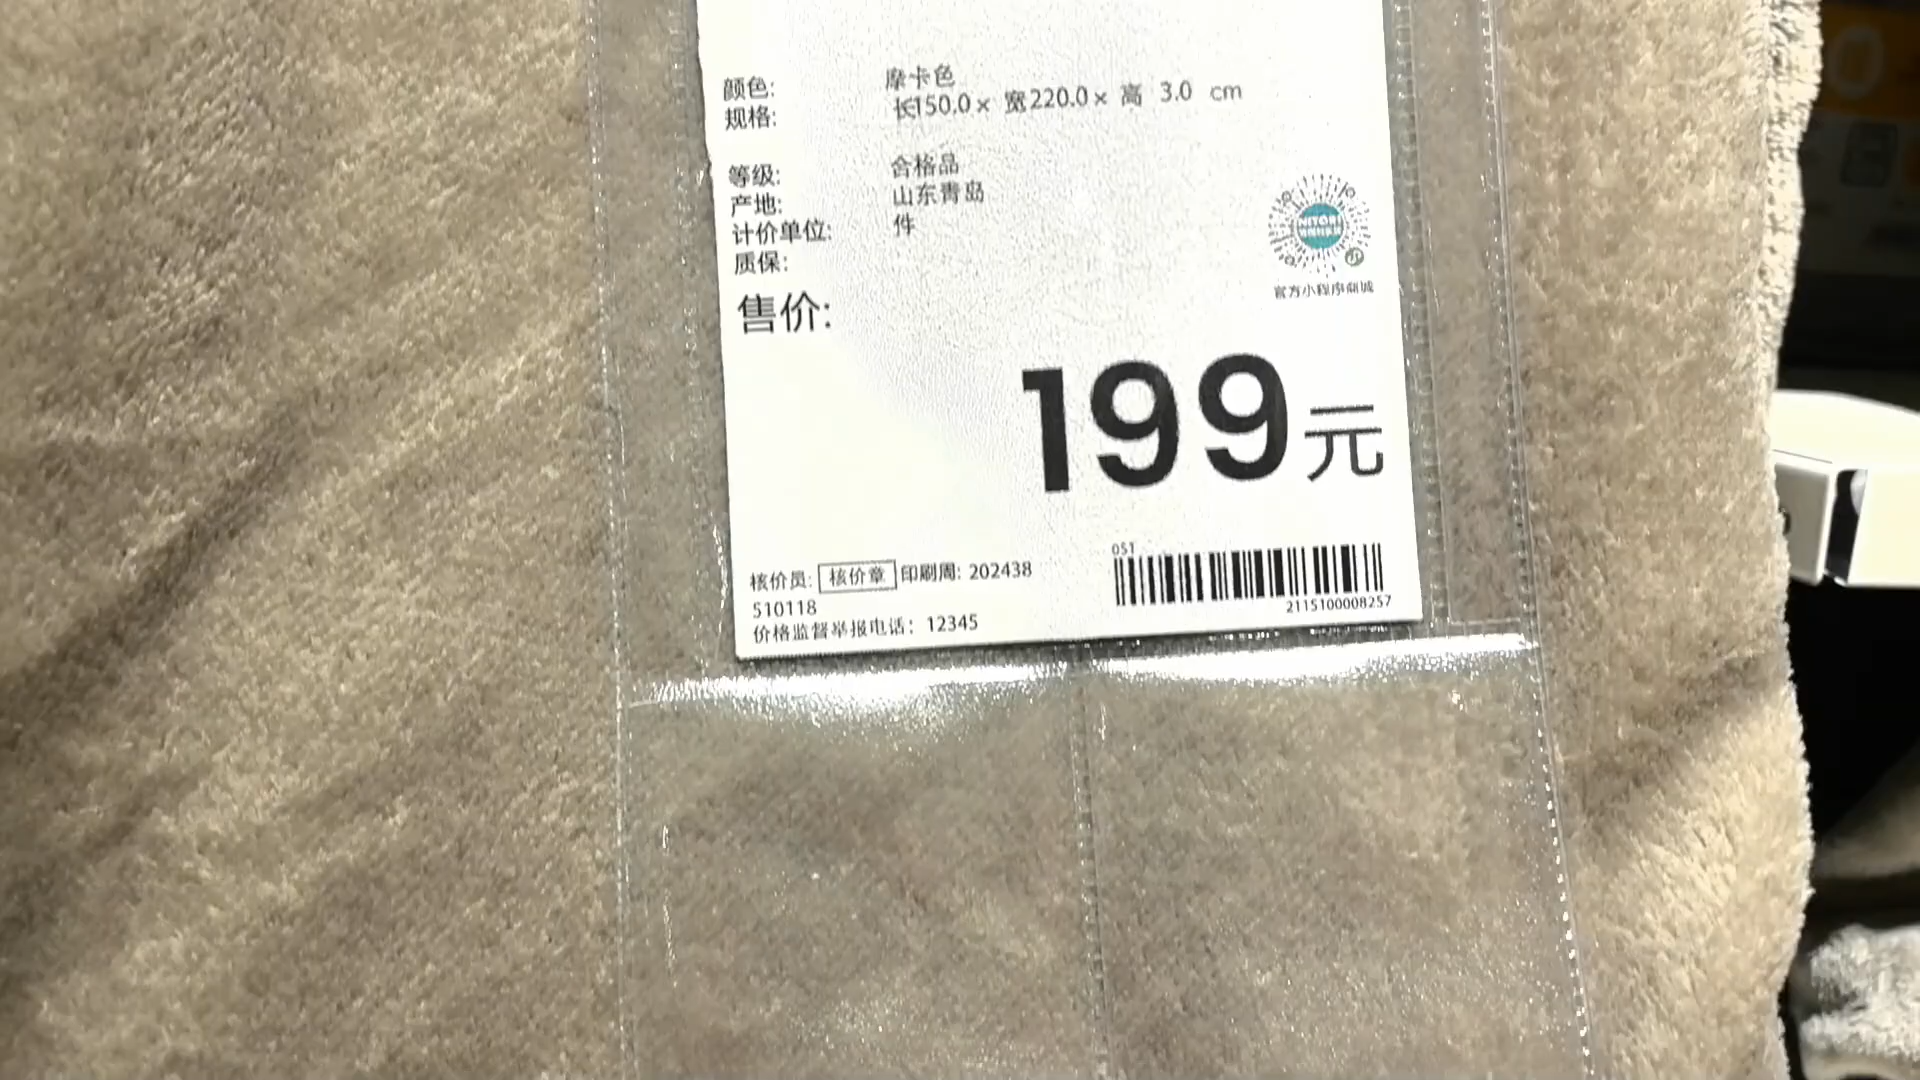 颜色: 摩卡色
规格: 长150.0× 宽220.0× 高 3.0 cm
等级: 合格品
产地: 山东青岛
计价单位: 件
质保:
NITORI
官方小程序商城
售价:
199元
051
核价员: 核价章 印刷周: 202438
510118
2115100008257
价格监督举报电话: 12345